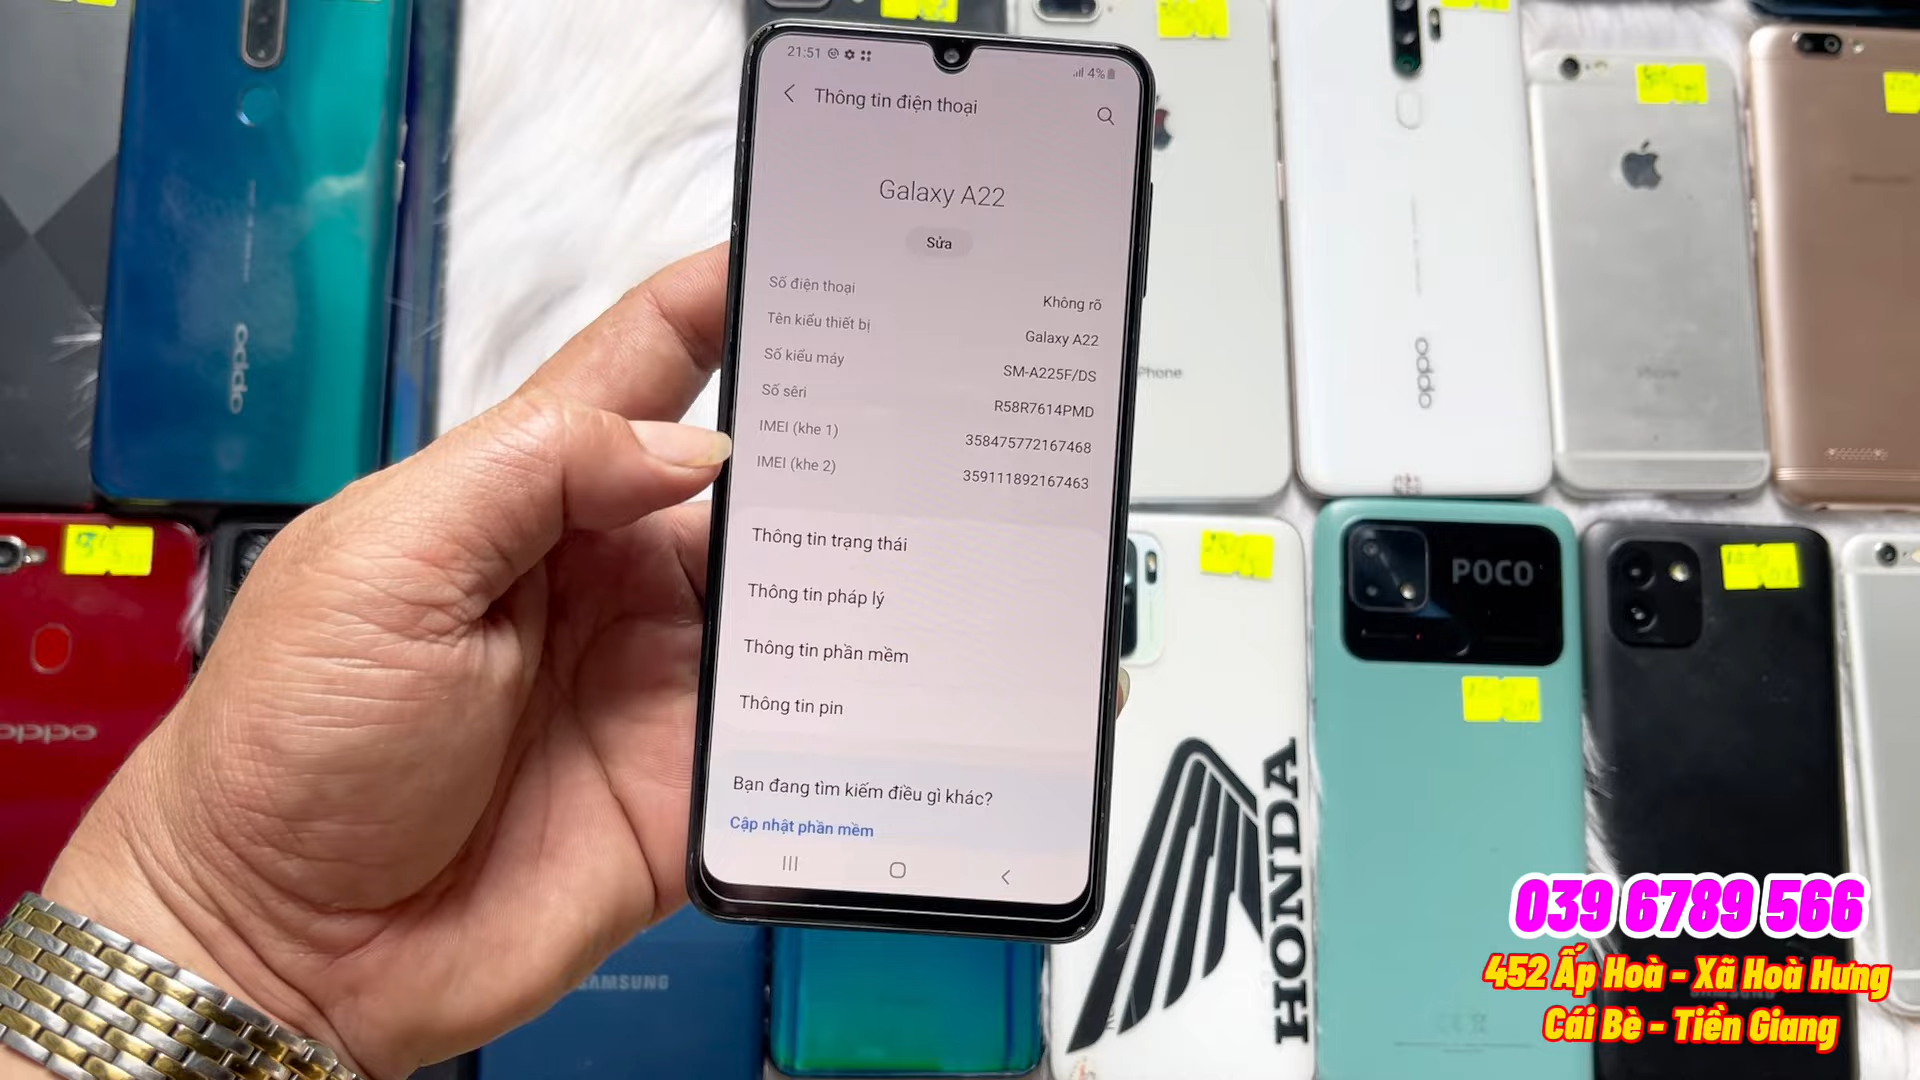 21:51
4%
Thông tin điện thoại
Galaxy A22
Sửa
Số điện thoại
Không rõ
Tên kiểu thiết bị
Galaxy A22
Số kiểu máy
SM-A225F/DS
Số sêri
R58R7614PMD
IMEI (khe 1)
358475772167468
IMEI (khe 2)
359111892167463
Thông tin trạng thái
Thông tin pháp lý
Thông tin phần mềm
Thông tin pin
Bạn đang tìm kiếm điều gì khác?
Cập nhật phần mềm
oppo
oppo
Phone
oppo
iPhone
POCO
HONDA
SAMSUNG
SAMSUNG
039 6789 566
452 Ấp Hoà - Xã Hoà Hưng
Cái Bè - Tiền Giang